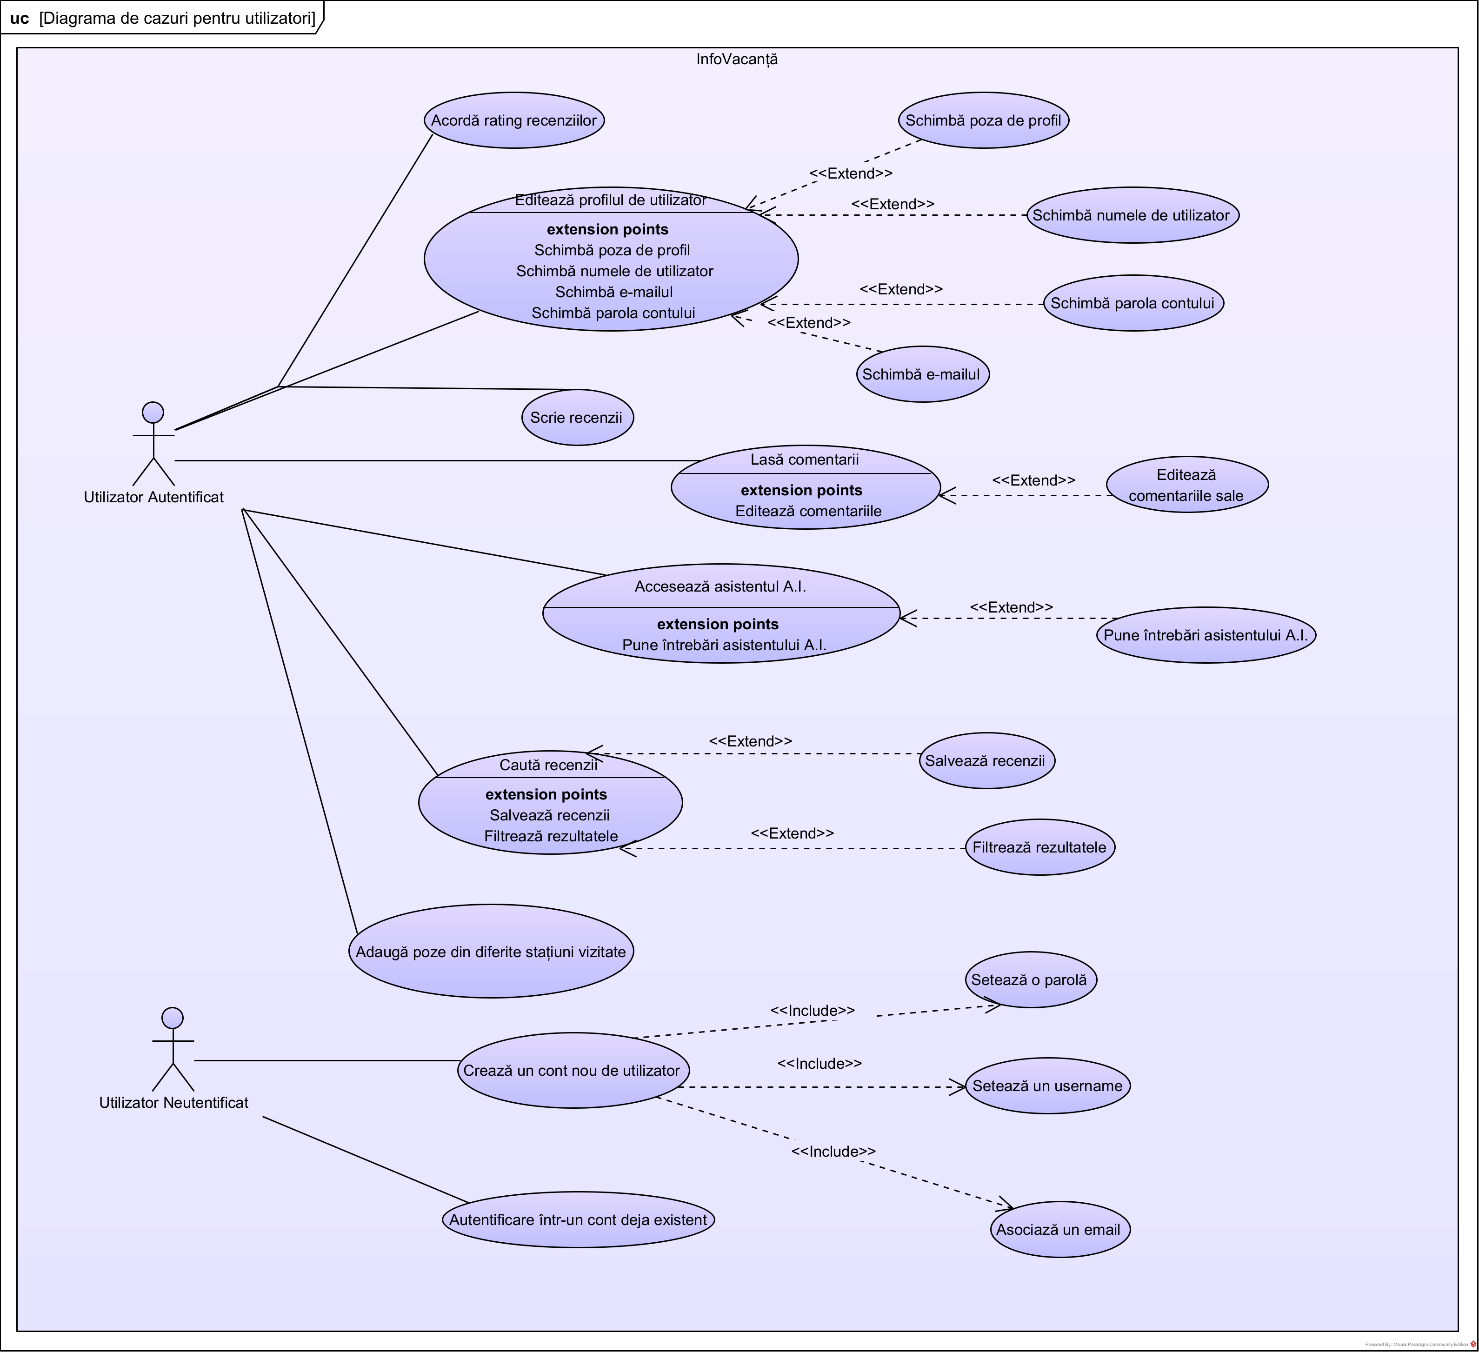 uc [Diagrama de cazuri pentru utilizatori]
InfoVacanță
Acordă rating recenziilor
Schimbă poza de profil
<<Extend>>
Editează profilul de utilizator
extension points
Schimbă poza de profil
Schimbă numele de utilizator
Schimbă e-mailul
Schimbă parola contului
<<Extend>>
Schimbă numele de utilizator
<<Extend>>
Schimbă parola contului
<<Extend>>
Schimbă e-mailul
Scrie recenzii
Utilizator Autentificat
Lasă comentarii
extension points
Editează comentariile
<<Extend>>
Editează
comentariile sale
Accesează asistentul A.I.
extension points
Pune întrebări asistentului A.I.
<<Extend>>
Pune întrebări asistentului A.I.
<<Extend>>
Salvează recenzii
Caută recenzii
extension points
Salvează recenzii
Filtrează rezultatele
<<Extend>>
Filtrează rezultatele
Adaugă poze din diferite stațiuni vizitate
Setează o parolă
<<Include>>
Crează un cont nou de utilizator
<<Include>>
Setează un username
Utilizator Neutentificat
<<Include>>
Autentificare într-un cont deja existent
Asociază un email
Powered By Visual Paradigm Community Edition